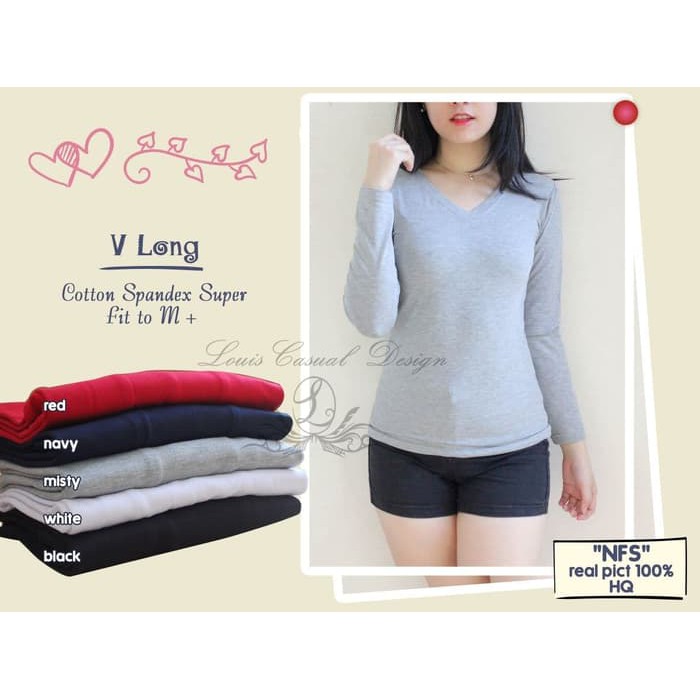 V Long
Cotton Spandex Super
Fit to M +
Louis Casual Design
L
red
navy
misty
white
black
"NFS"
real pict 100%
HQ